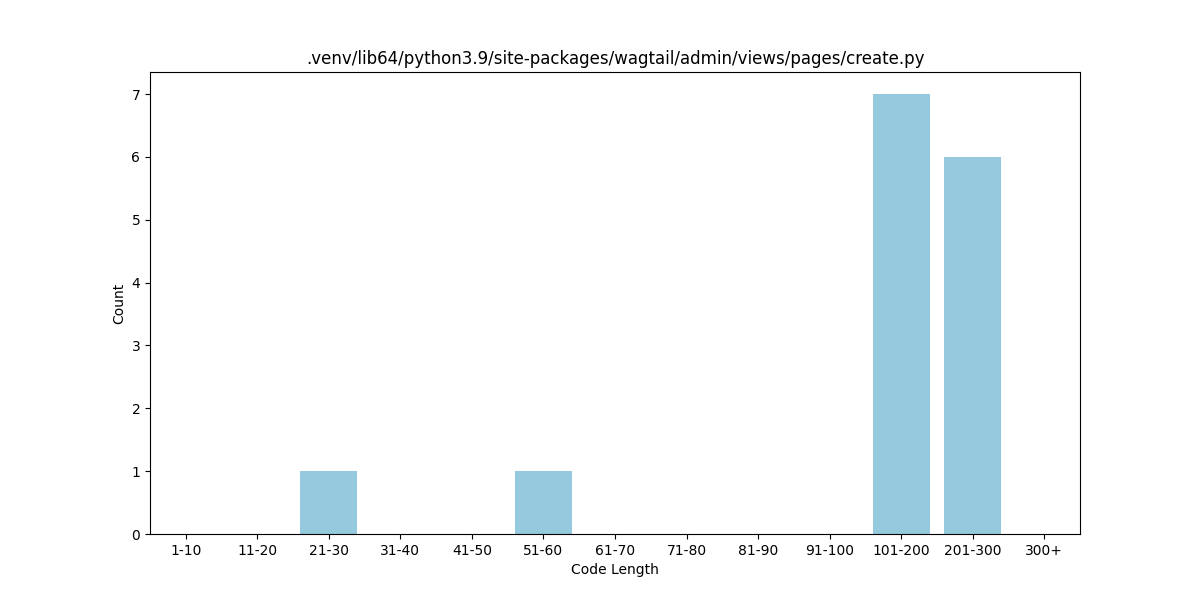 .venv/lib64/python3.9/site-packages/wagtail/admin/views/pages/create.py
7
6
5
4
3
2
1
0
Count
1-10 11-20 21-30 31-40 41-50 51-60 61-70 71-80 81-90 91-100 101-200 201-300 300+
Code Length